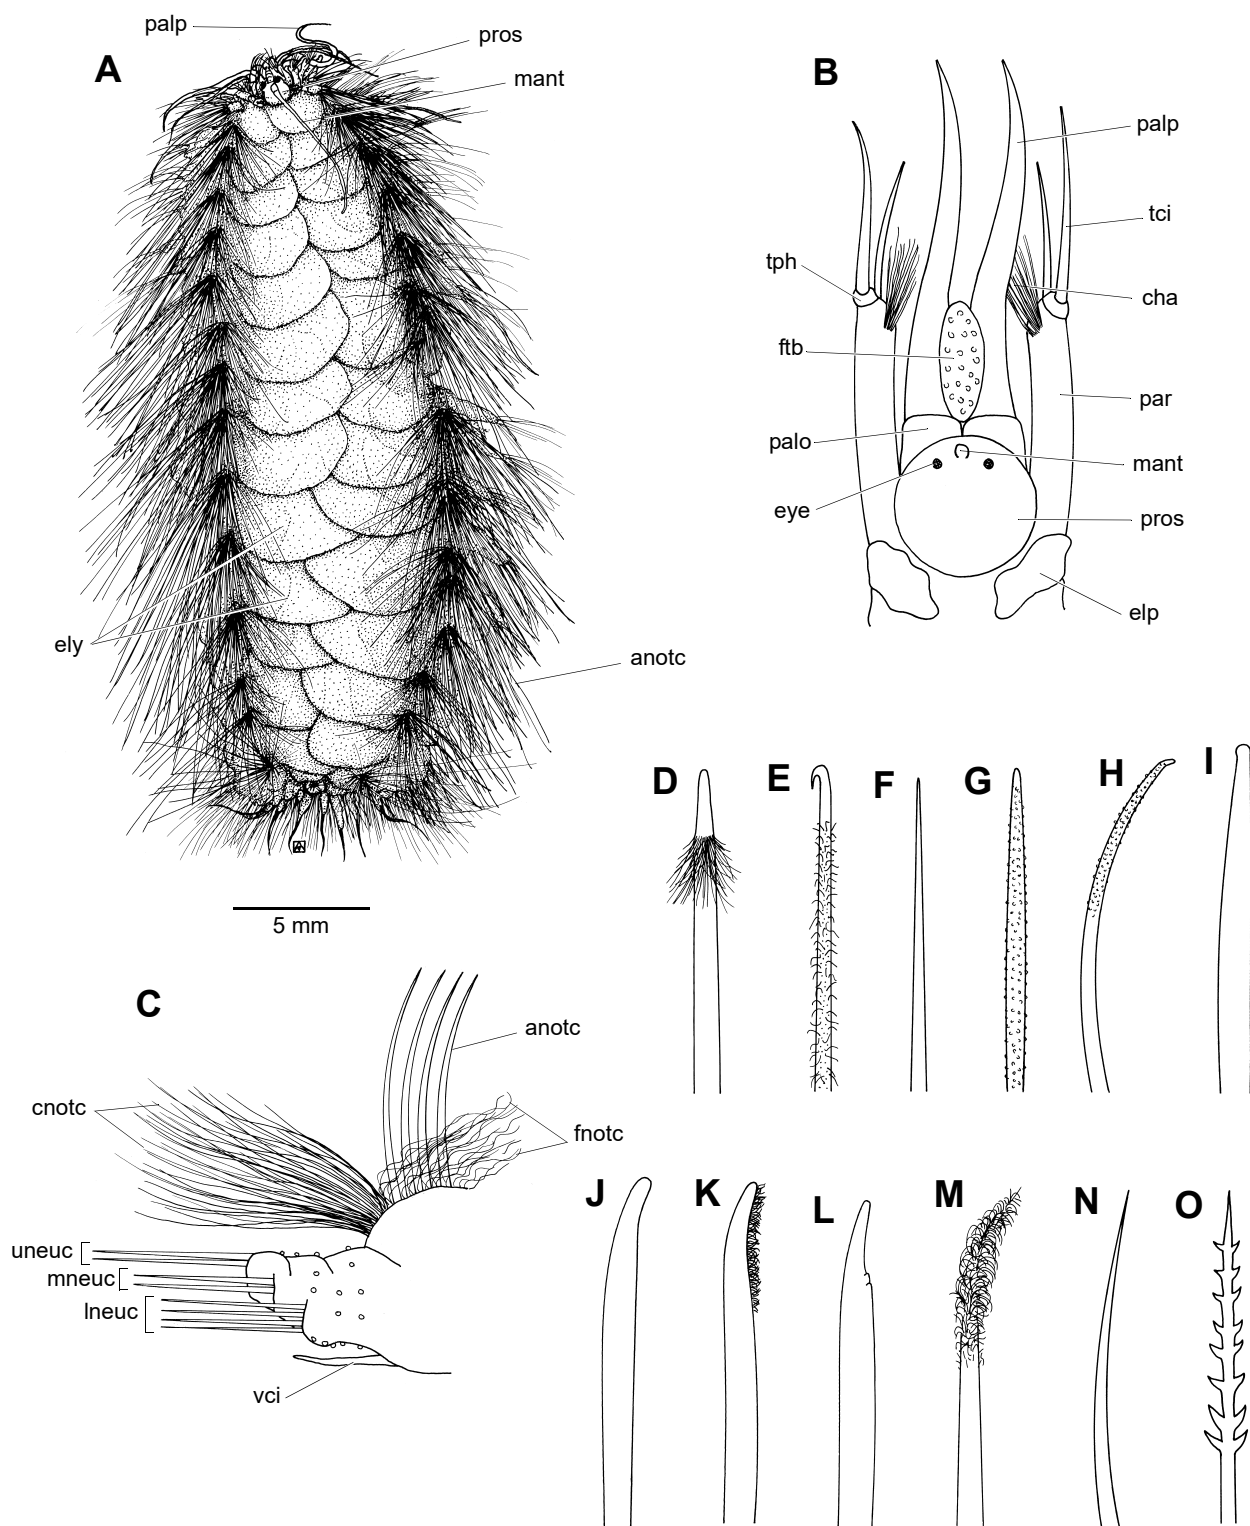 A
palp
pros
mant
ely
anotc
5 mm
B
palp
tci
tph
cha
ftb
par
palo
mant
eye
pros
elp
C
anotc
cnotc
fnotc
uneuc
mneuc
lneuc
vci
D
E
F
G
H
I
J
K
L
M
N
O